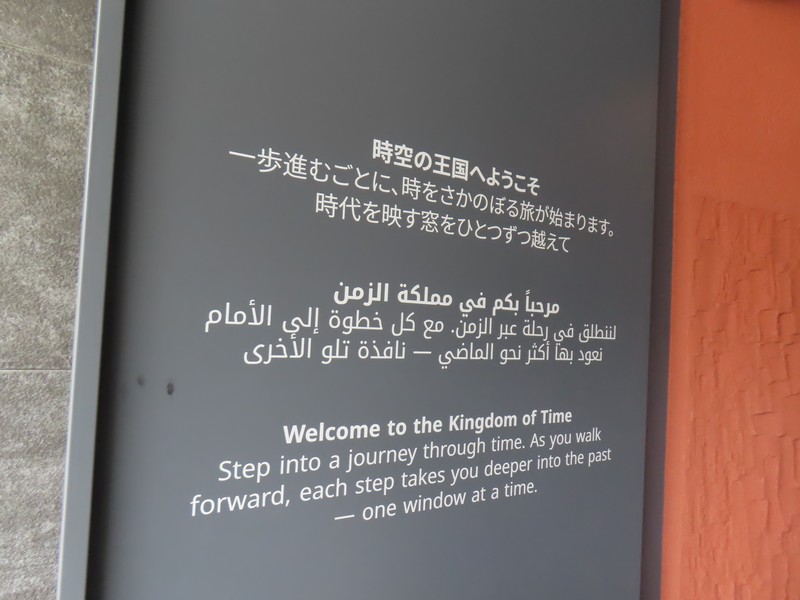 時空の王国へようこそ
一歩進むごとに、時をさかのぼる旅が始まります。
時代を映す窓をひとつずつ越えて
مرحباً بكم في مملكة الزمن
لننطلق في رحلة عبر الزمن. مع كل خطوة إلى الأمام
نعود بها أكثر نحو الماضي — نافذة تلو الأخرى
Welcome to the Kingdom of Time
Step into a journey through time. As you walk
forward, each step takes you deeper into the past
— one window at a time.